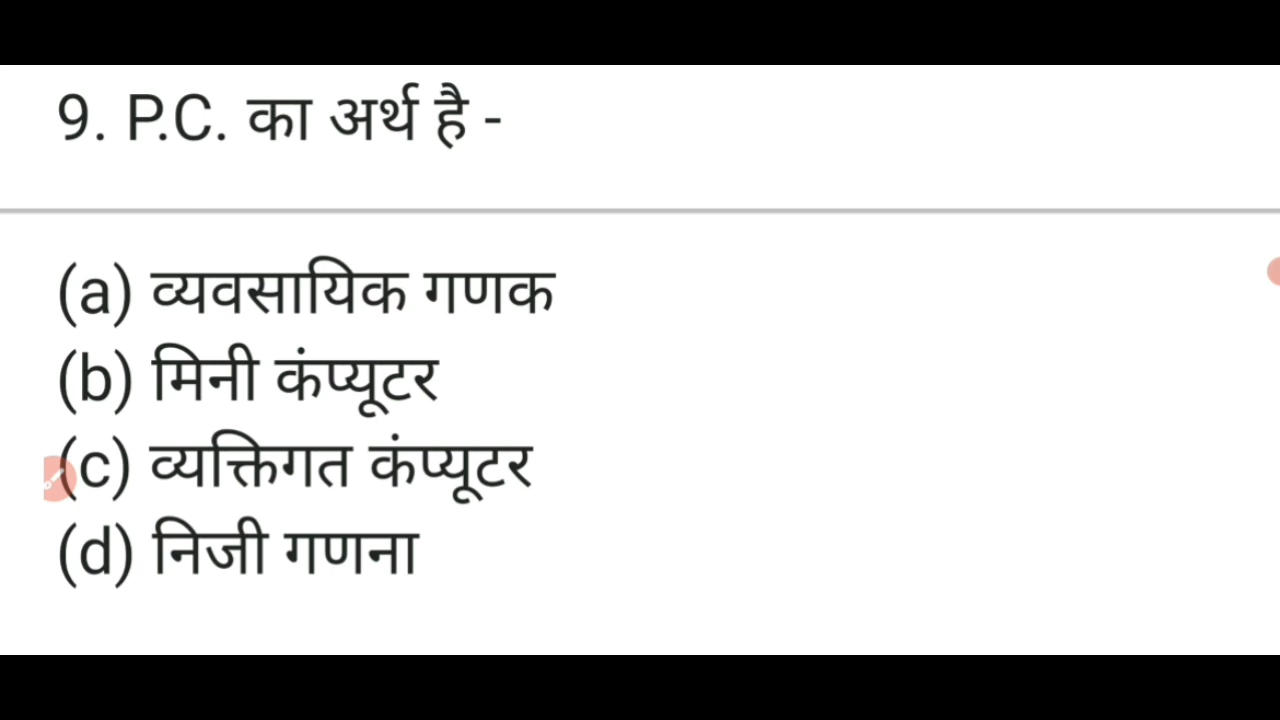 9. P.C. का अर्थ है -
(a) व्यवसायिक गणक
(b) मिनी कंप्यूटर
(c) व्यक्तिगत कंप्यूटर
(d) निजी गणना